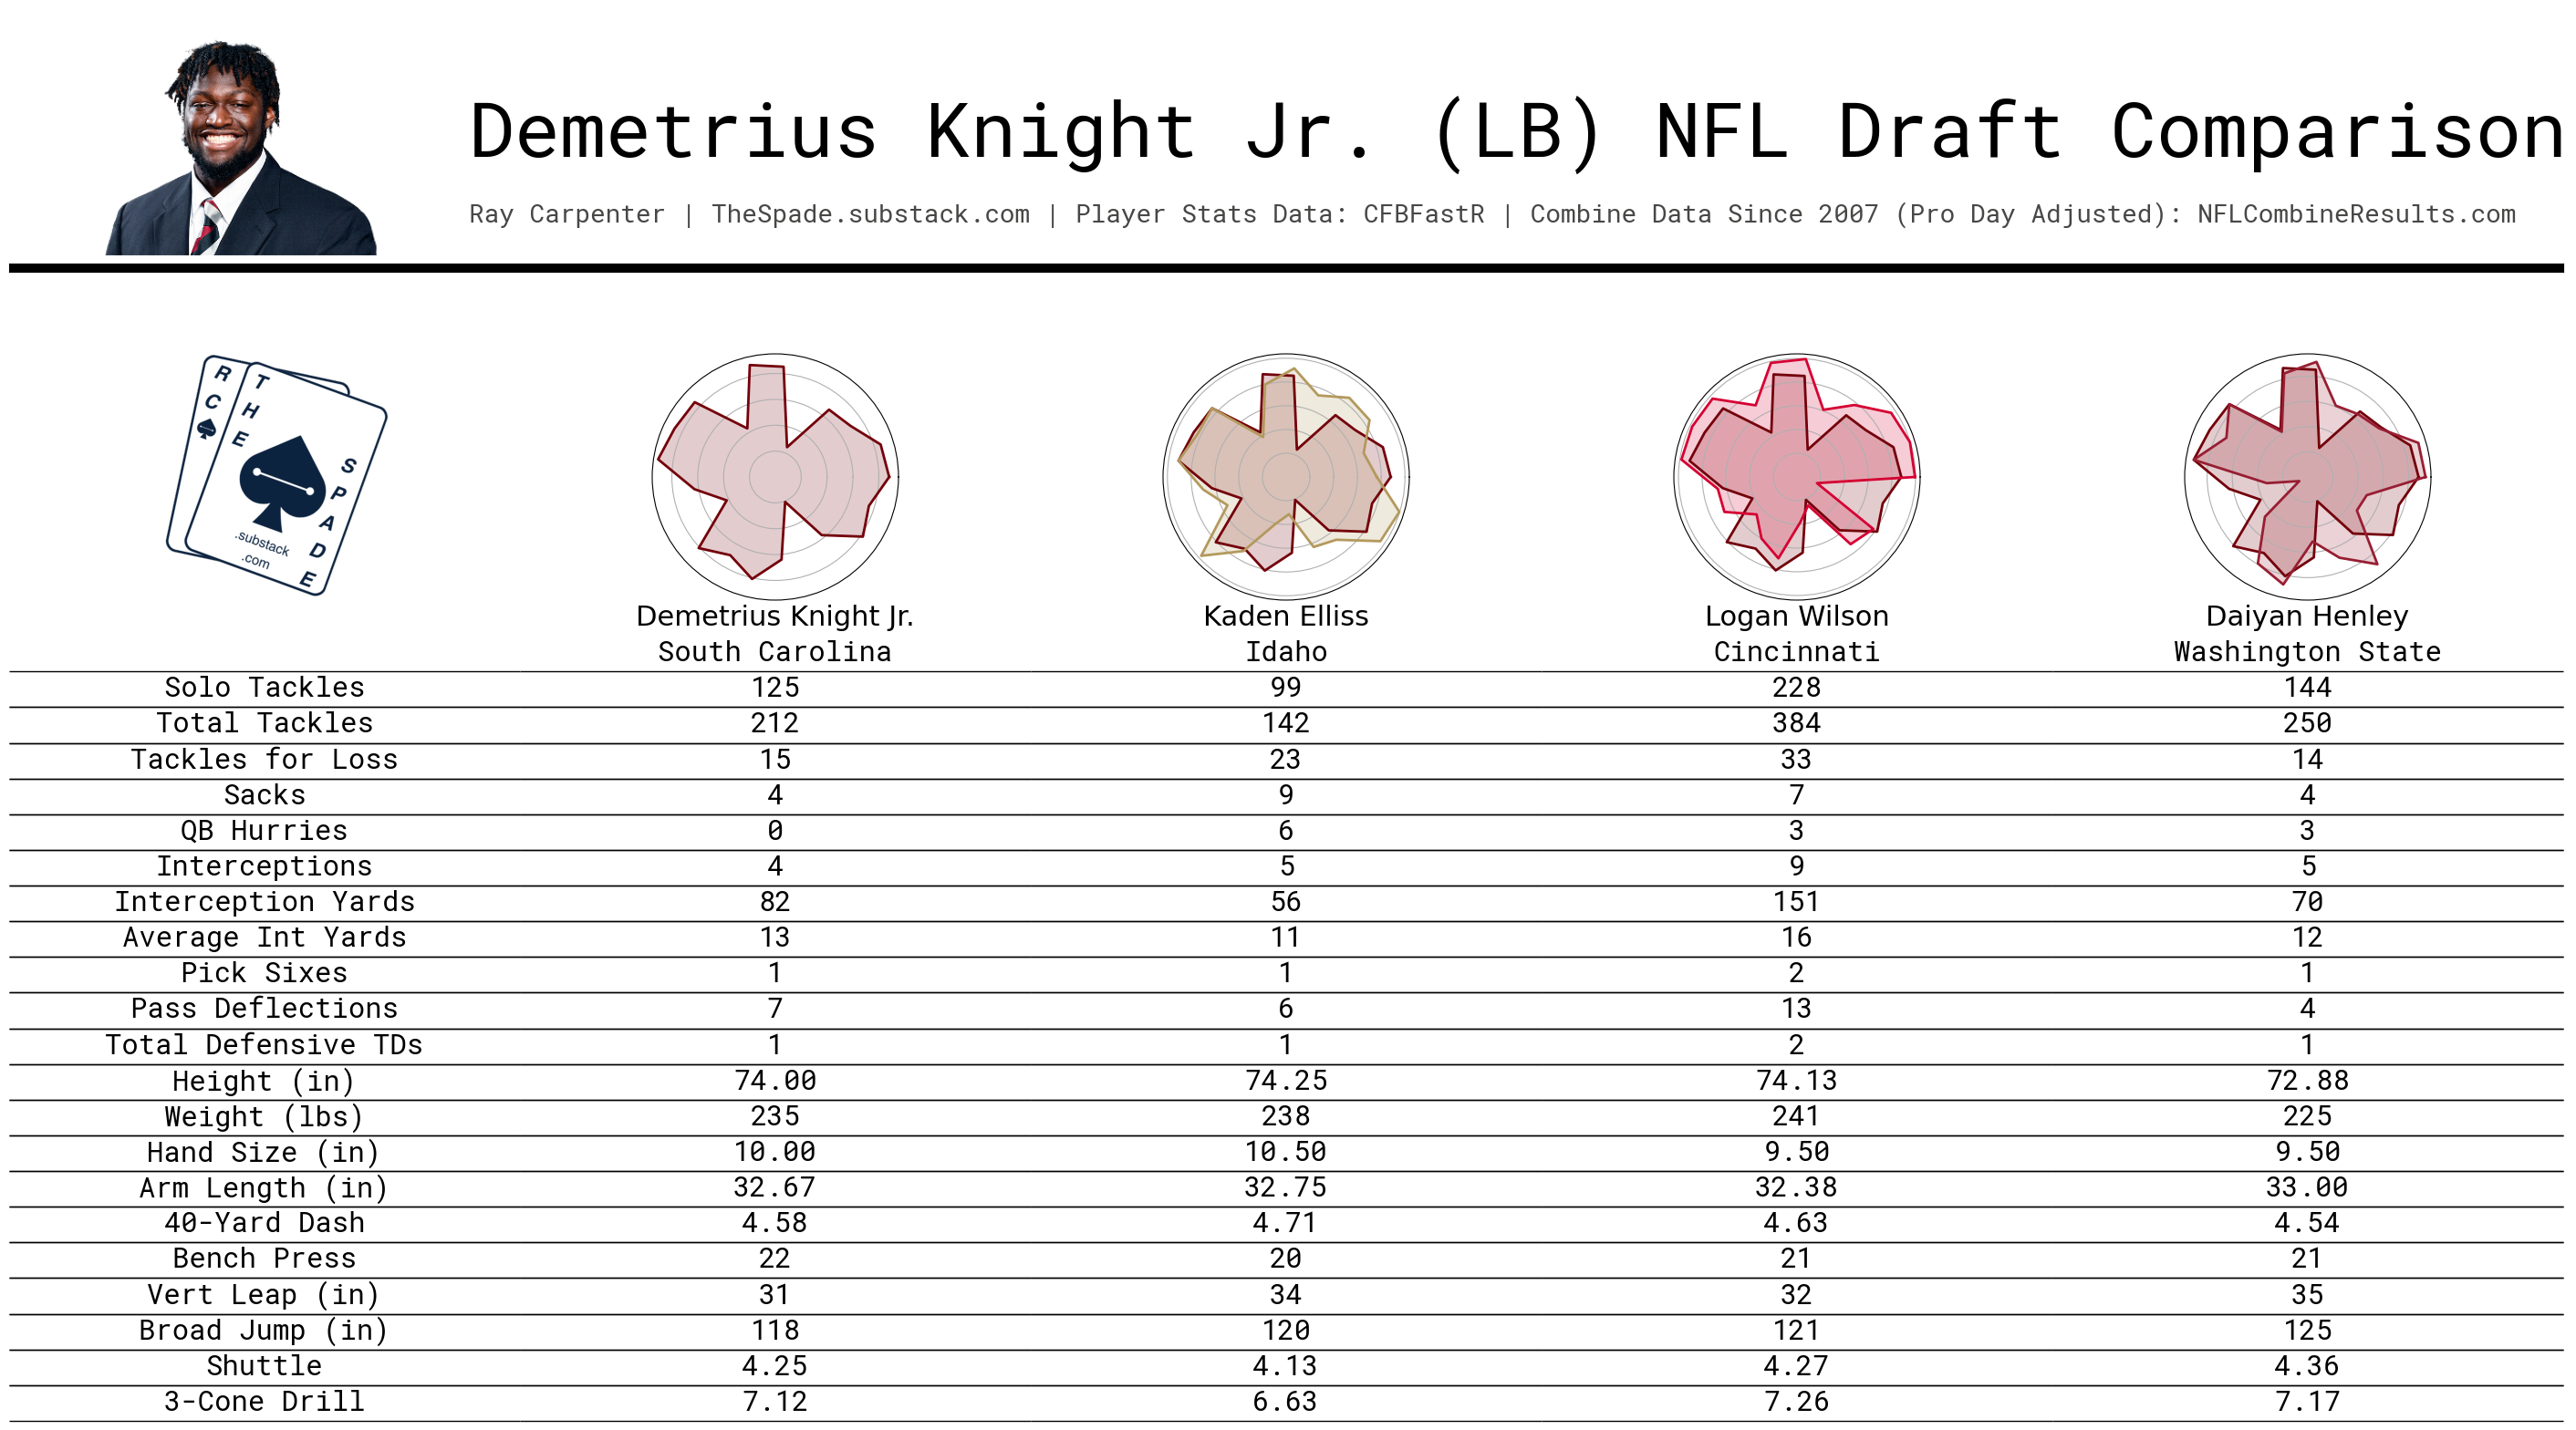 Demetrius Knight Jr. (LB) NFL Draft Comparison
Ray Carpenter | TheSpade.substack.com | Player Stats Data: CFBFastR | Combine Data Since 2007 (Pro Day Adjusted): NFLCombineResults.com
RC
THE
SPADE
.substack
.com
Demetrius Knight Jr. Kaden Elliss Logan Wilson Daiyan Henley
South Carolina Idaho Cincinnati Washington State
Solo Tackles 125 99 228 144
Total Tackles 212 142 384 250
Tackles for Loss 15 23 33 14
Sacks 4 9 7 4
QB Hurries 0 6 3 3
Interceptions 4 5 9 5
Interception Yards 82 56 151 70
Average Int Yards 13 11 16 12
Pick Sixes 1 1 2 1
Pass Deflections 7 6 13 4
Total Defensive TDs 1 1 2 1
Height (in) 74.00 74.25 74.13 72.88
Weight (lbs) 235 238 241 225
Hand Size (in) 10.00 10.50 9.50 9.50
Arm Length (in) 32.67 32.75 32.38 33.00
40-Yard Dash 4.58 4.71 4.63 4.54
Bench Press 22 20 21 21
Vert Leap (in) 31 34 32 35
Broad Jump (in) 118 120 121 125
Shuttle 4.25 4.13 4.27 4.36
3-Cone Drill 7.12 6.63 7.26 7.17